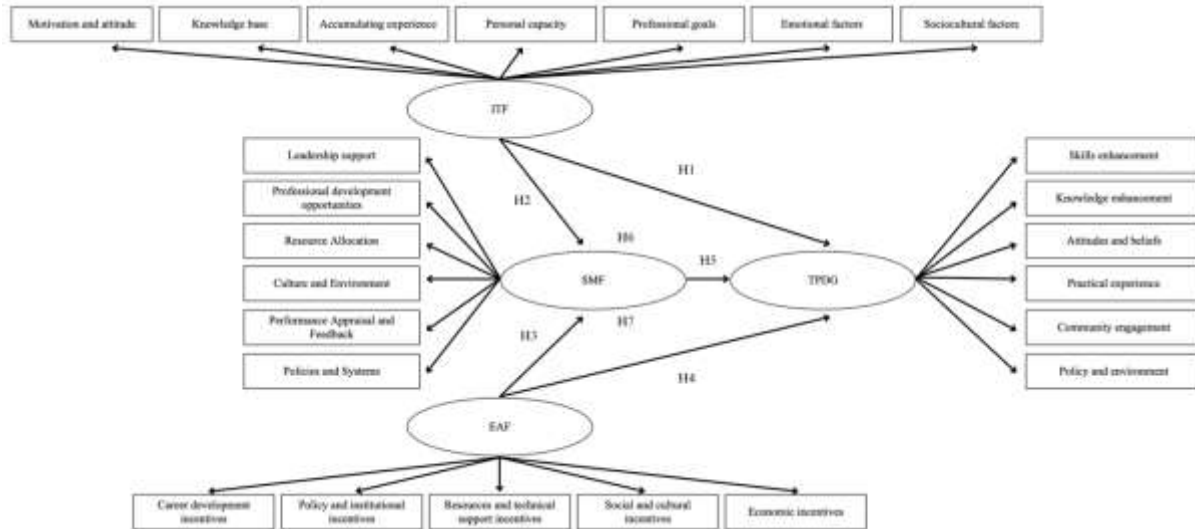 Motivation and attitude
Knowledge base
Accumulating experience
Personal capacity
Professional goals
Emotional factors
Sociocultural factors
ITF
Leadership support
Professional development
opportunities
Resource Allocation
Culture and Environment
Performance Appraisal and
Feedback
Policies and Systems
H1
H2
H6
H5
SMF
TPDG
H7
H3
H4
Skills enhancement
Knowledge enhancement
Attitudes and beliefs
Practical experience
Community engagement
Policy and environment
EAF
Career development
incentives
Policy and institutional
incentives
Resources and technical
support incentives
Social and cultural
incentives
Economic incentives